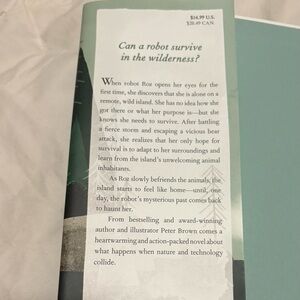 $14.99 U.S.
$20.49 CAN.
Can a robot survive
in the wilderness?
When robot Roz opens her eyes for the
first time, she discovers that she is alone on a
remote, wild island. She has no idea how she
got there or what her purpose is—but she
knows she needs to survive. After battling
a fierce storm and escaping a vicious bear
attack, she realizes that her only hope for
survival is to adapt to her surroundings and
learn from the island's unwelcoming animal
inhabitants.
As Roz slowly befriends the animals, the
island starts to feel like home—until, one
day, the robot's mysterious past comes back
to haunt her.
From bestselling and award-winning
author and illustrator Peter Brown comes a
heartwarming and action-packed novel about
what happens when nature and technology
collide.